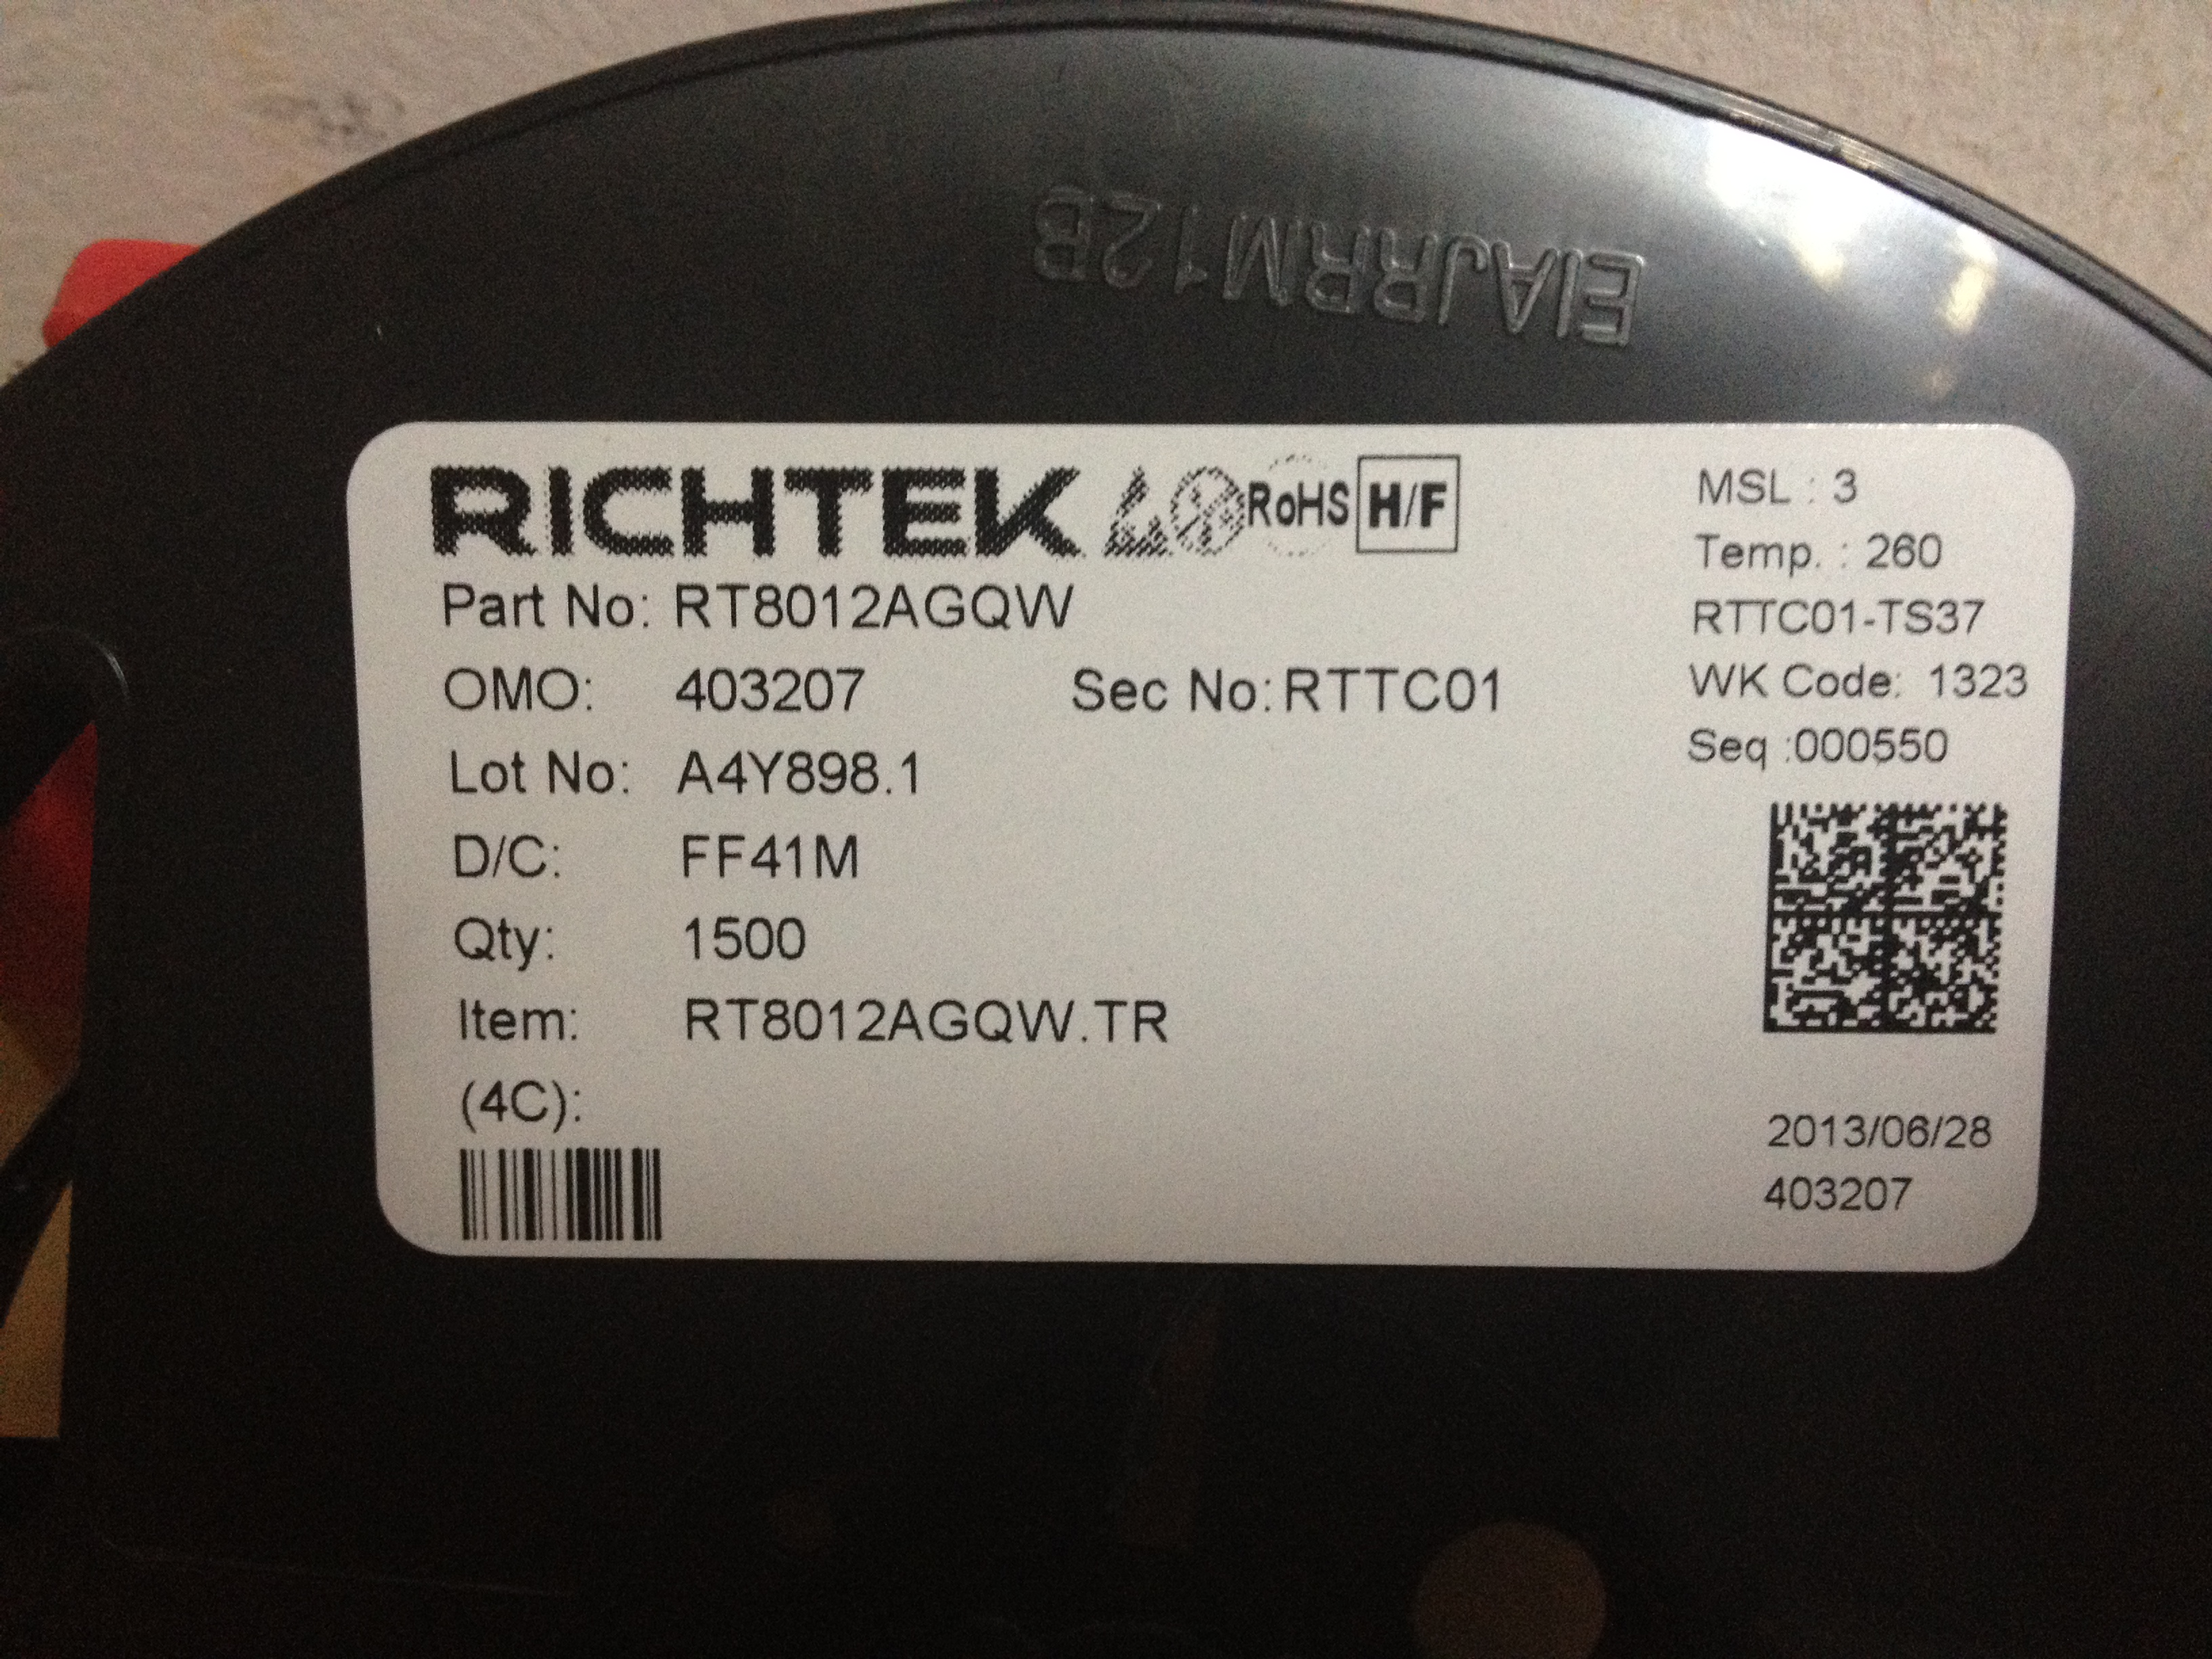 EIAJRRM12B
RICHTEK RoHS H/F
Part No: RT8012AGQW
OMO: 403207 Sec No: RTTC01
Lot No: A4Y898.1
D/C: FF41M
Qty: 1500
Item: RT8012AGQW.TR
(4C):
MSL : 3
Temp. : 260
RTTC01-TS37
WK Code: 1323
Seq :000550
2013/06/28
403207